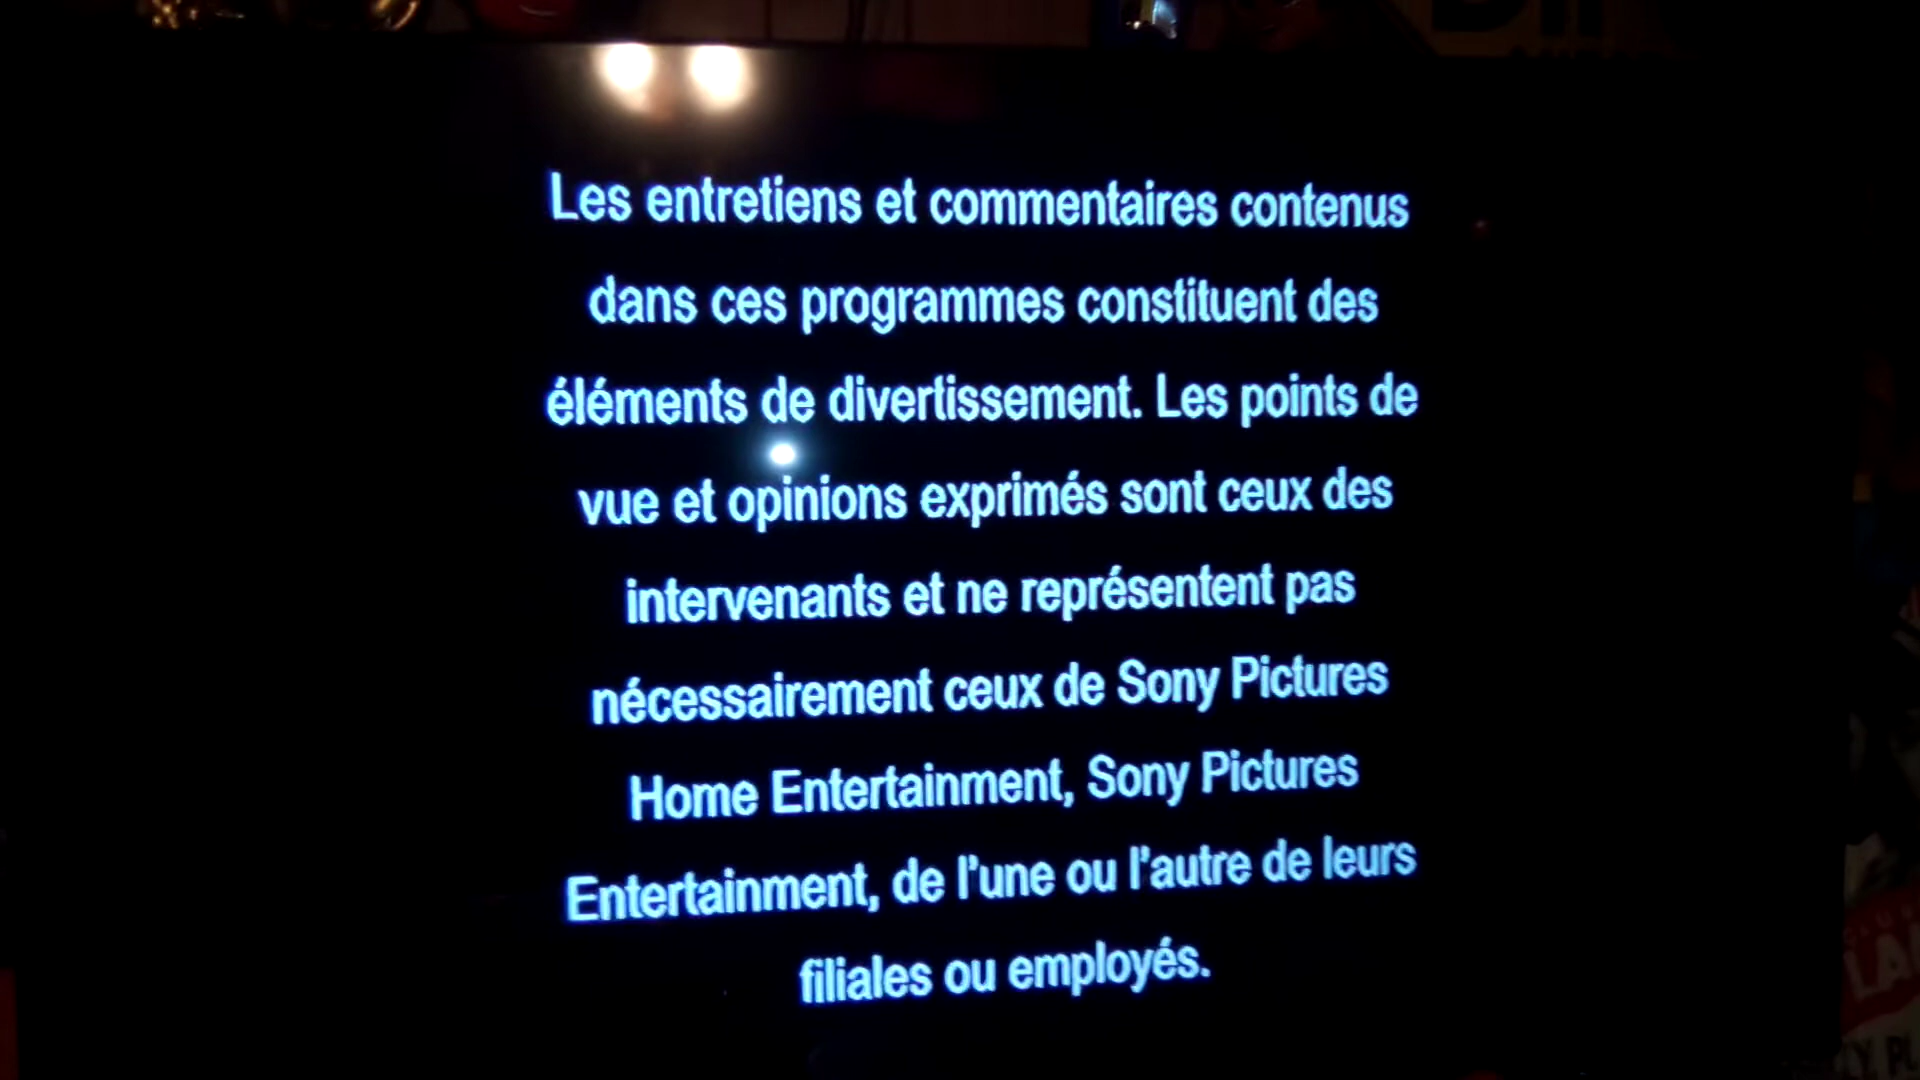 Les entretiens et commentaires contenus
dans ces programmes constituent des
éléments de divertissement. Les points de
vue et opinions exprimés sont ceux des
intervenants et ne représentent pas
nécessairement ceux de Sony Pictures
Home Entertainment, Sony Pictures
Entertainment, de l'une ou l'autre de leurs
filiales ou employés.